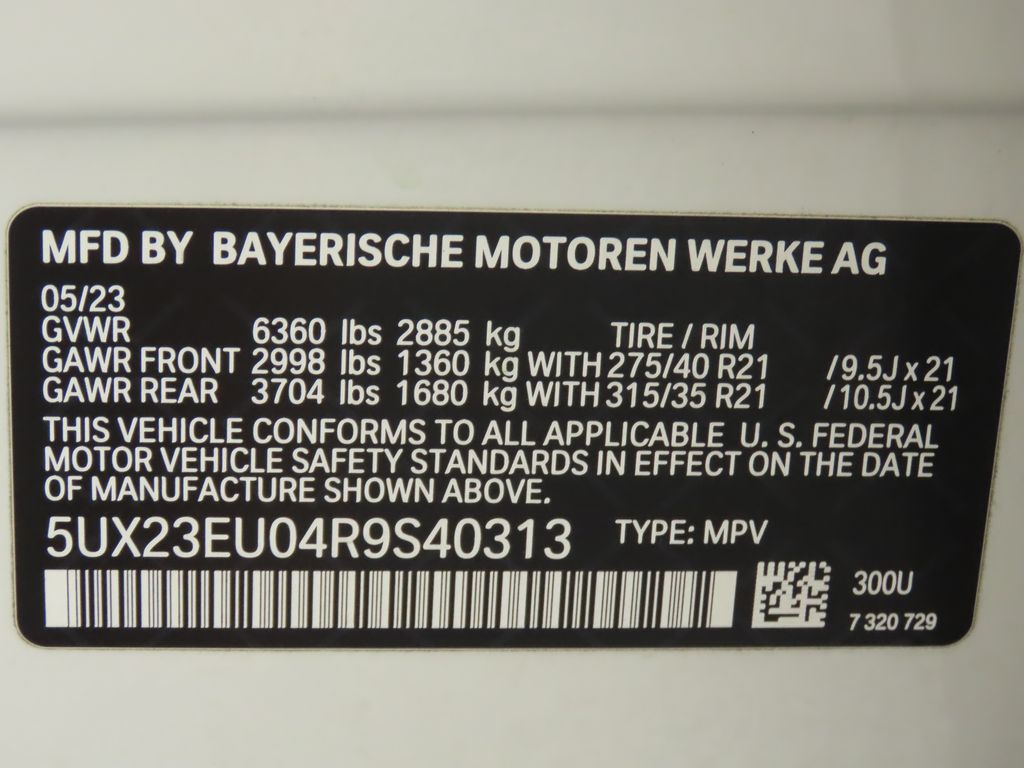 MFD BY BAYERISCHE MOTOREN WERKE AG
05/23
GVWR 6360 lbs 2885 kg TIRE / RIM
GAWR FRONT 2998 lbs 1360 kg WITH 275/40 R21 /9.5J x 21
GAWR REAR 3704 lbs 1680 kg WITH 315/35 R21 /10.5J x 21
THIS VEHICLE CONFORMS TO ALL APPLICABLE U. S. FEDERAL
MOTOR VEHICLE SAFETY STANDARDS IN EFFECT ON THE DATE
OF MANUFACTURE SHOWN ABOVE.
5UX23EU04R9S40313 TYPE: MPV
300U
7 320 729